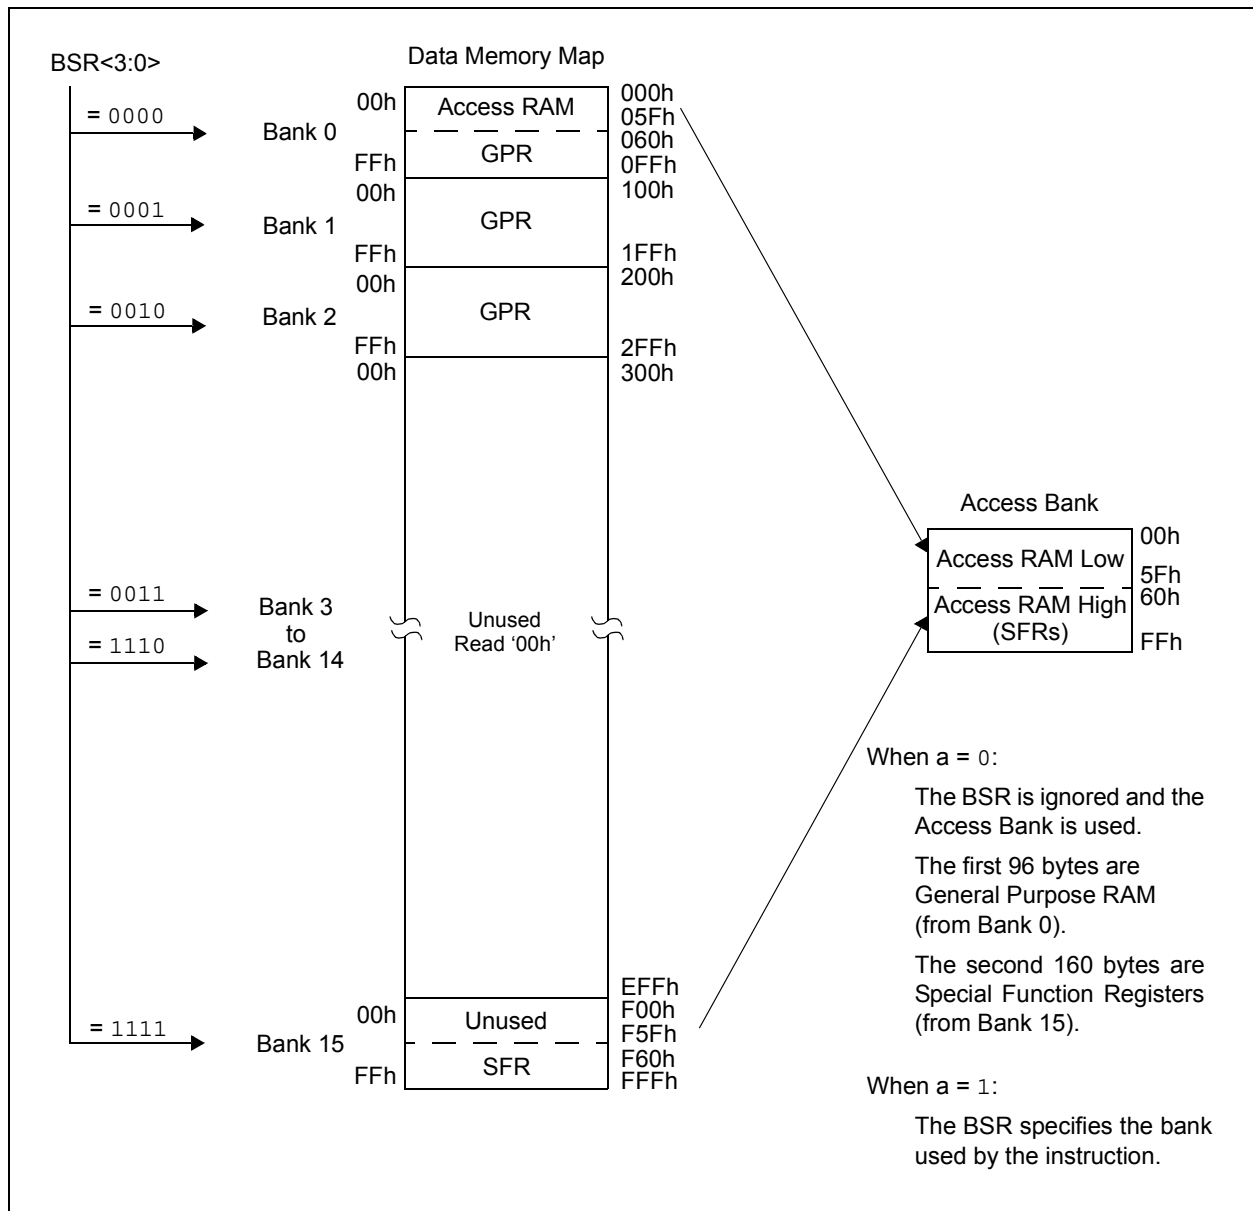 BSR<3:0>
Data Memory Map
= 0000
Bank 0
00h
Access RAM
000h
05Fh
060h
FFh
GPR
0FFh
= 0001
Bank 1
00h
GPR
100h
FFh
1FFh
= 0010
Bank 2
00h
GPR
200h
FFh
2FFh
00h
300h
= 0011
Bank 3
to
= 1110
Bank 14
Unused
Read ‘00h’
Access Bank
00h
Access RAM Low
5Fh
60h
Access RAM High
(SFRs)
FFh
EFFh
= 1111
Bank 15
00h
Unused
F00h
F5Fh
F60h
FFh
SFR
FFFh
When a = 0:
The BSR is ignored and the
Access Bank is used.
The first 96 bytes are
General Purpose RAM
(from Bank 0).
The second 160 bytes are
Special Function Registers
(from Bank 15).
When a = 1:
The BSR specifies the bank
used by the instruction.